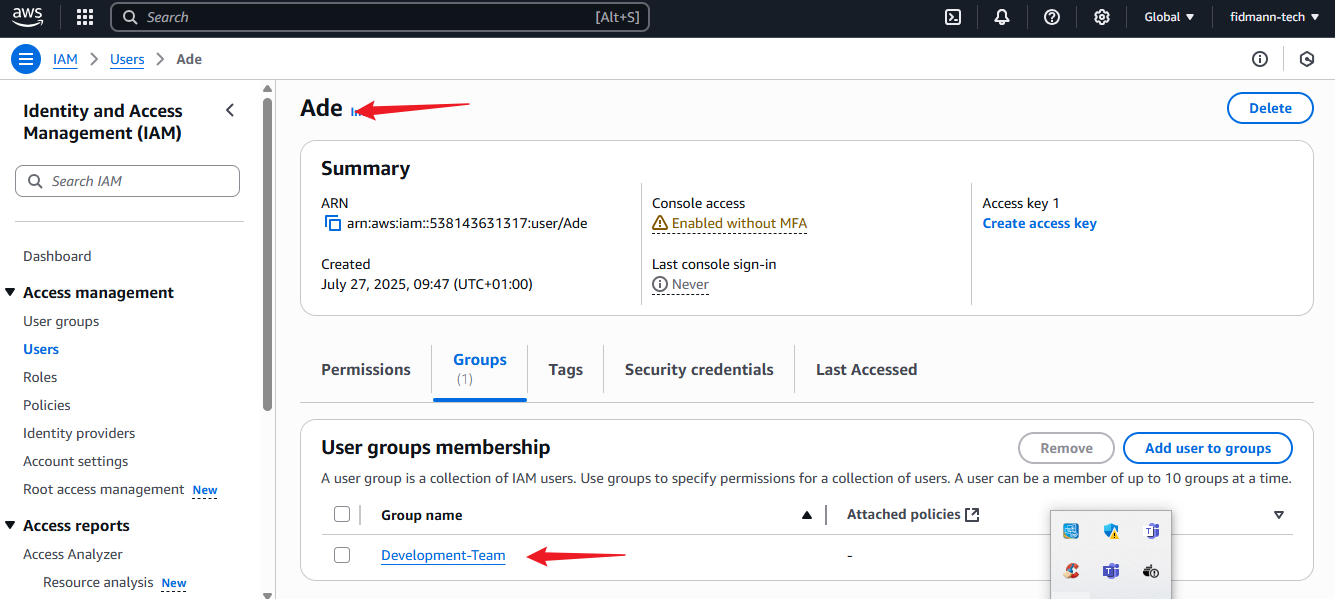 aws
Search [Alt+S] Global fidmann-tech
IAM Users Ade
Identity and Access
Management (IAM)
Search IAM
Dashboard
Access management
User groups
Users
Roles
Policies
Identity providers
Account settings
Root access management New
Access reports
Access Analyzer
Resource analysis New
Ade
Delete
Summary
ARN
arn:aws:iam::538143631317:user/Ade
Created
July 27, 2025, 09:47 (UTC+01:00)
Console access
Enabled without MFA
Last console sign-in
Never
Access key 1
Create access key
Permissions
Groups
(1)
Tags
Security credentials
Last Accessed
User groups membership
Remove
Add user to groups
A user group is a collection of IAM users. Use groups to specify permissions for a collection of users. A user can be a member of up to 10 groups at a time.
Group name
Attached policies
Development-Team
-